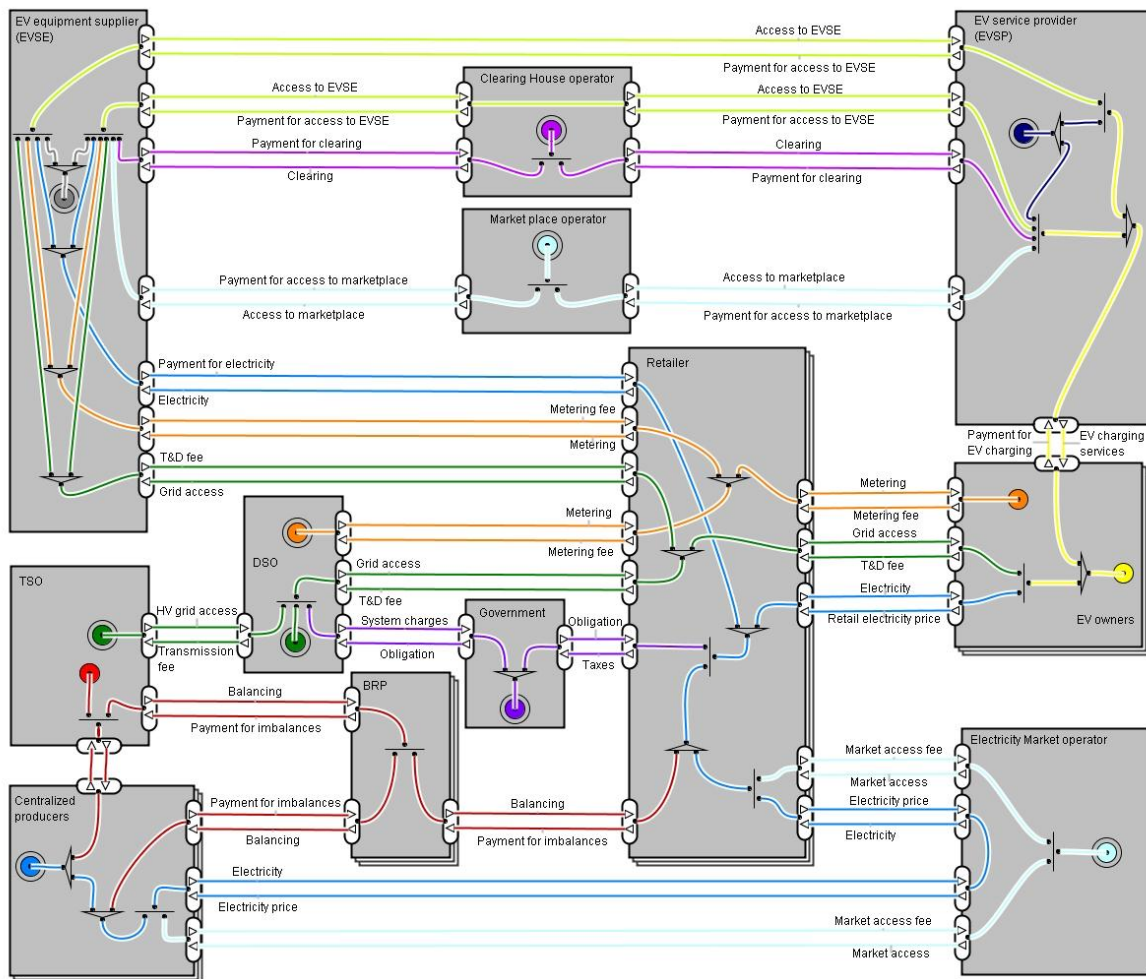 EV equipment supplier
(EVSE)
EV service provider
(EVSP)
Access to EVSE
Payment for access to EVSE
Clearing House operator
Access to EVSE
Payment for access to EVSE
Access to EVSE
Payment for access to EVSE
Payment for clearing
Clearing
Clearing
Payment for clearing
Market place operator
Payment for access to marketplace
Access to marketplace
Access to marketplace
Payment for access to marketplace
Payment for electricity
Electricity
Retailer
Metering fee
Metering
T&D fee
Grid access
Payment for
EV charging
EV charging
services
Metering
Metering fee
DSO
Metering
Metering fee
Grid access
T&D fee
Grid access
T&D fee
Electricity
Retail electricity price
EV owners
TSO
HV grid access
Transmission
fee
System charges
Obligation
Government
Obligation
Taxes
BRP
Balancing
Payment for imbalances
Electricity Market operator
Market access fee
Market access
Electricity price
Electricity
Centralized
producers
Payment for imbalances
Balancing
Balancing
Payment for imbalances
Electricity
Electricity price
Market access fee
Market access